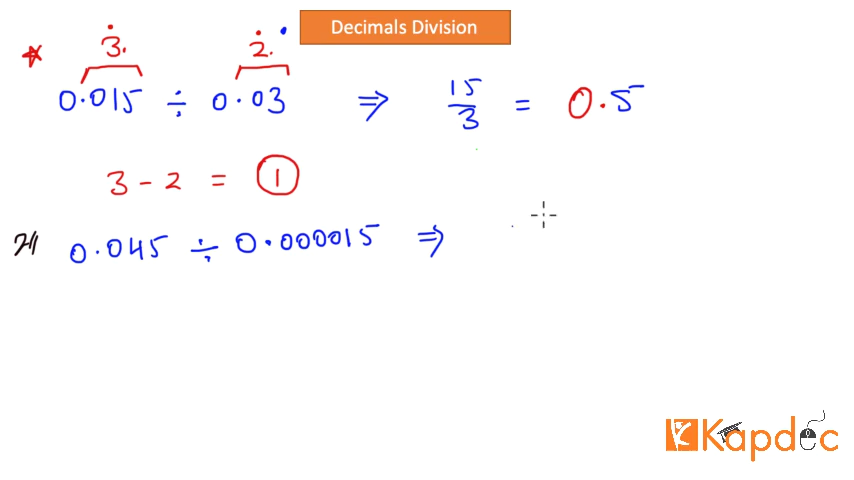 Decimals Division
3. 2.
0.015 ÷ 0.03 ⇒ 15/3 = 0.5
3 - 2 = 1
0.045 ÷ 0.000015 ⇒
Kapdec